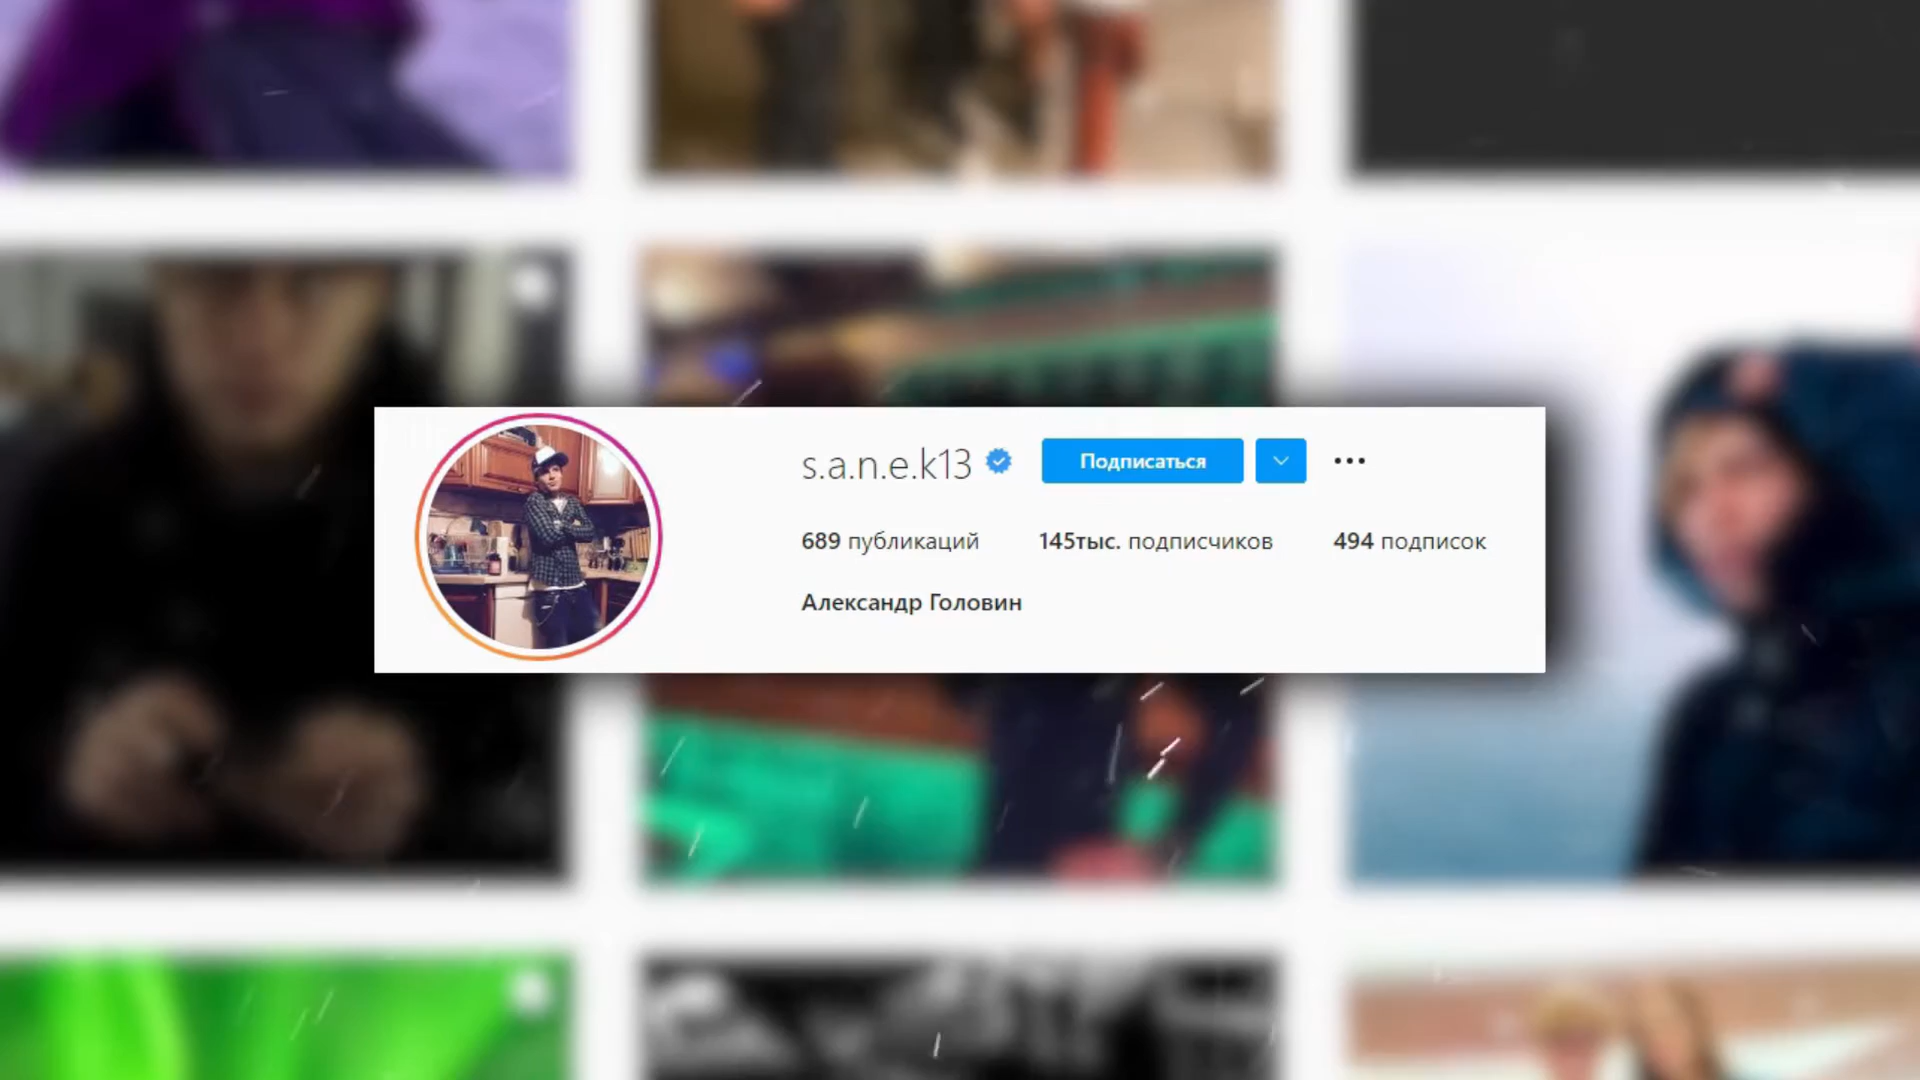 s.a.n.e.k13 Подписаться
689 публикаций 145тыс. подписчиков 494 подписок
Александр Головин